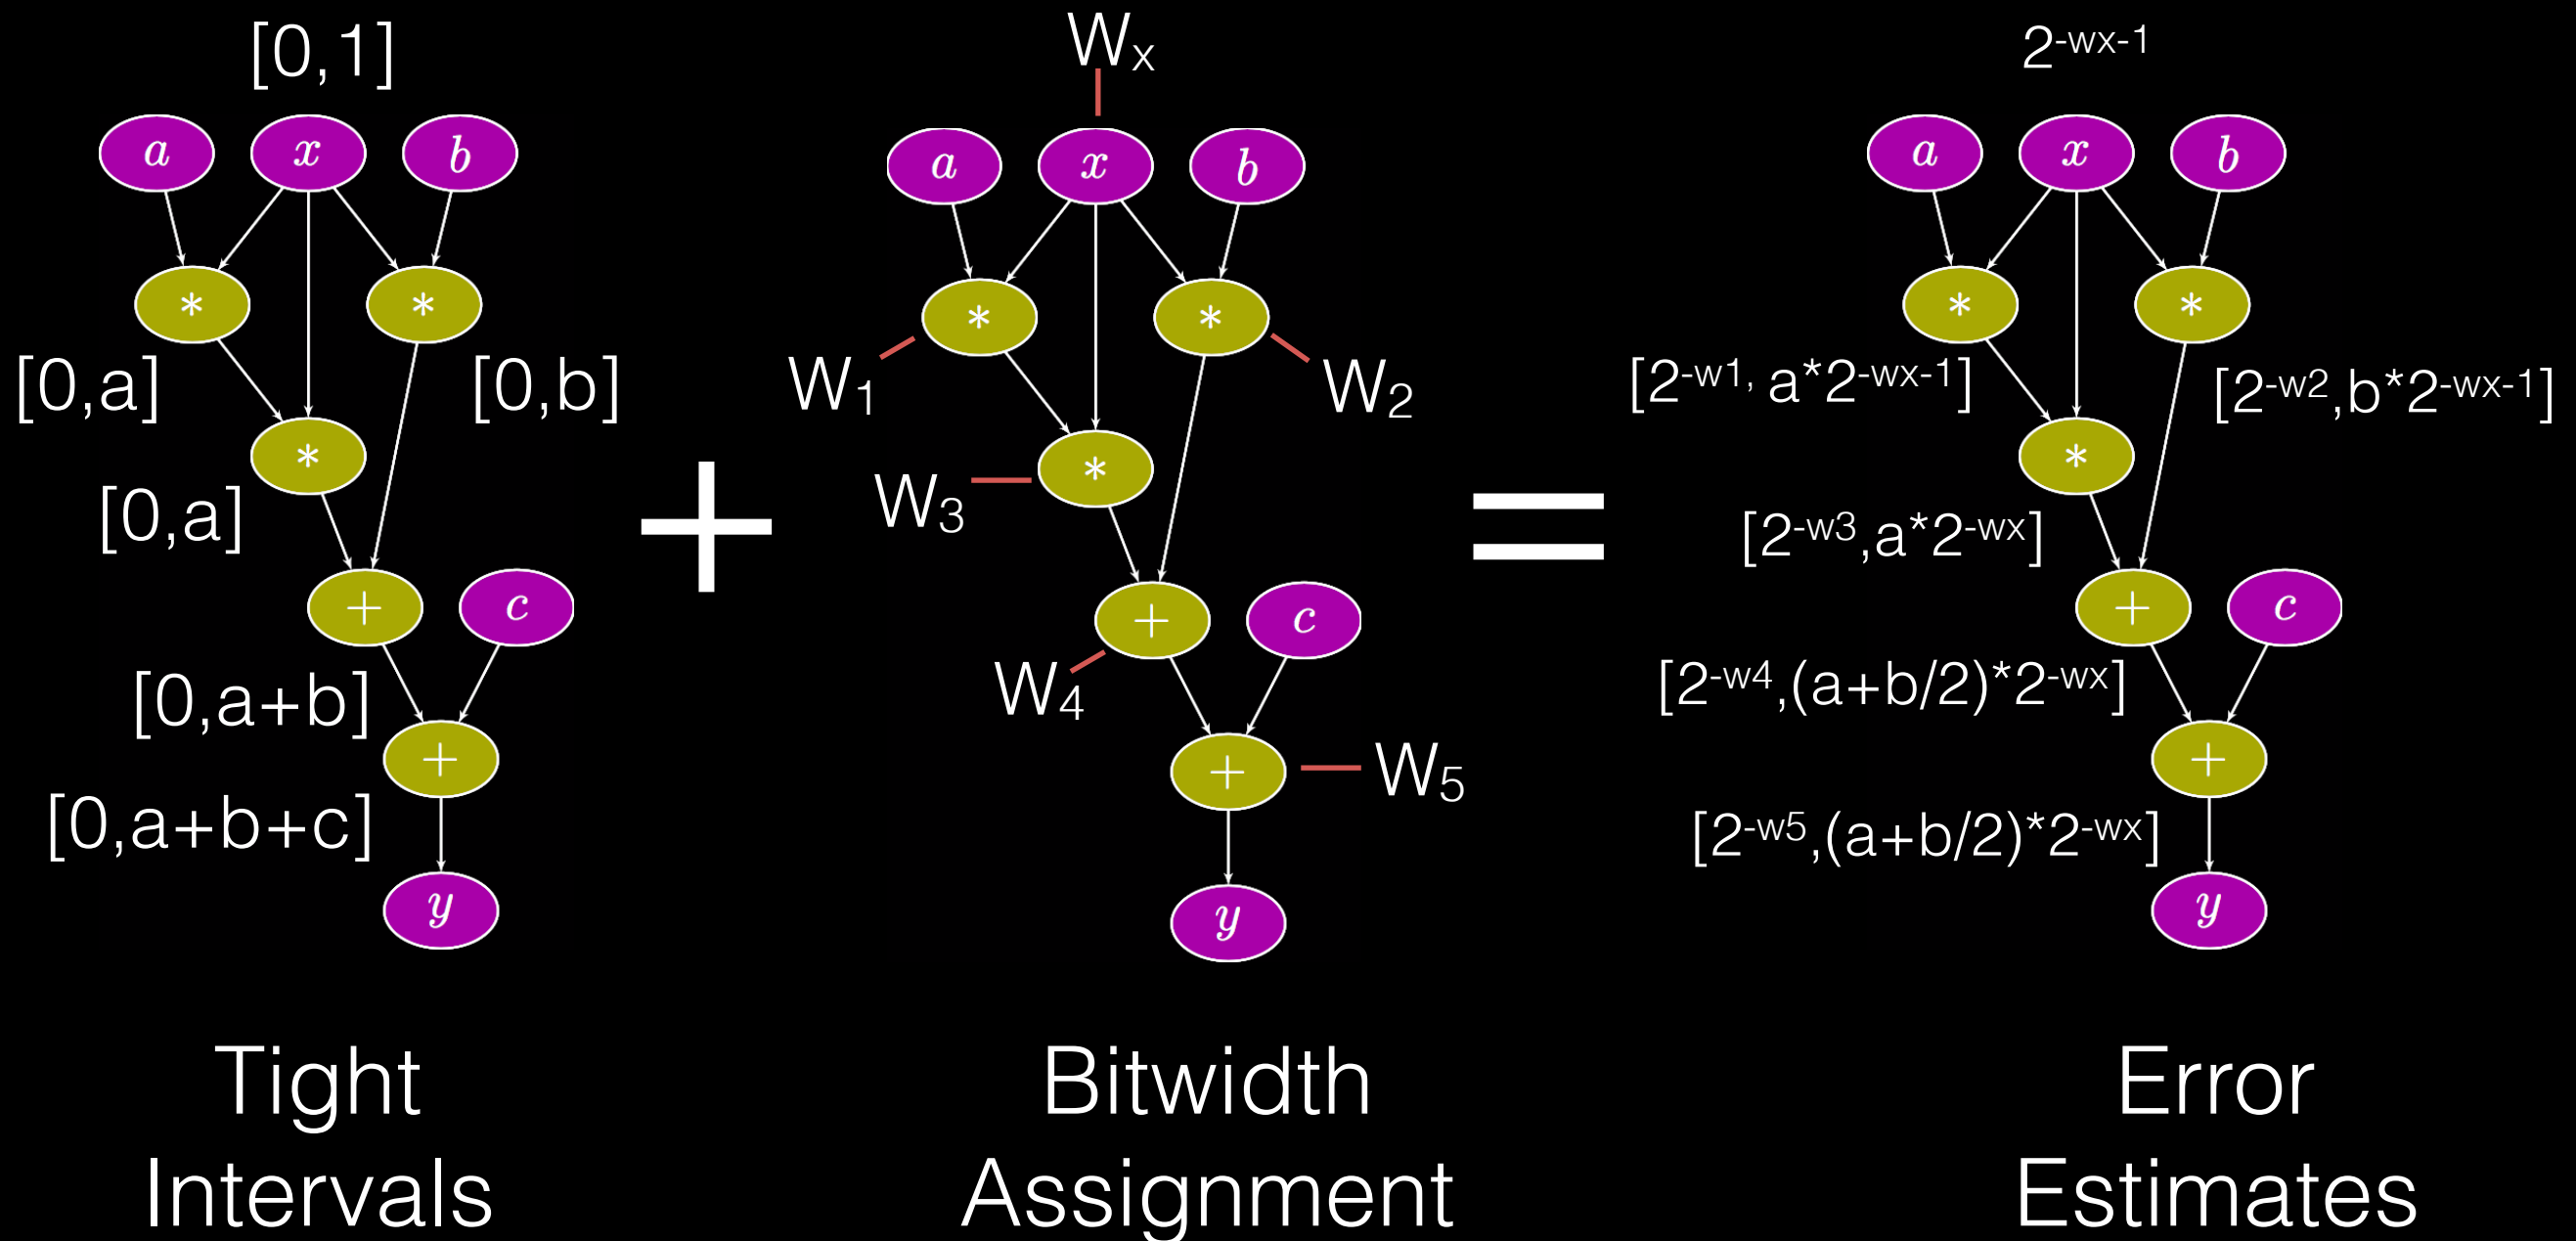 [0,1]
a x b
* *
[0,a] [0,b]
*
[0,a]
+ c
[0,a+b]
+
[0,a+b+c]
y
Tight
Intervals
+
Wx
a x b
* *
W1 W2
*
W3
+ c
W4
+ W5
y
Bitwidth
Assignment
=
2-wx-1
a x b
* *
[2-w1, a*2-wx-1] [2-w2,b*2-wx-1]
*
[2-w3,a*2-wx]
+ c
[2-w4,(a+b/2)*2-wx]
+
[2-w5,(a+b/2)*2-wx]
y
Error
Estimates